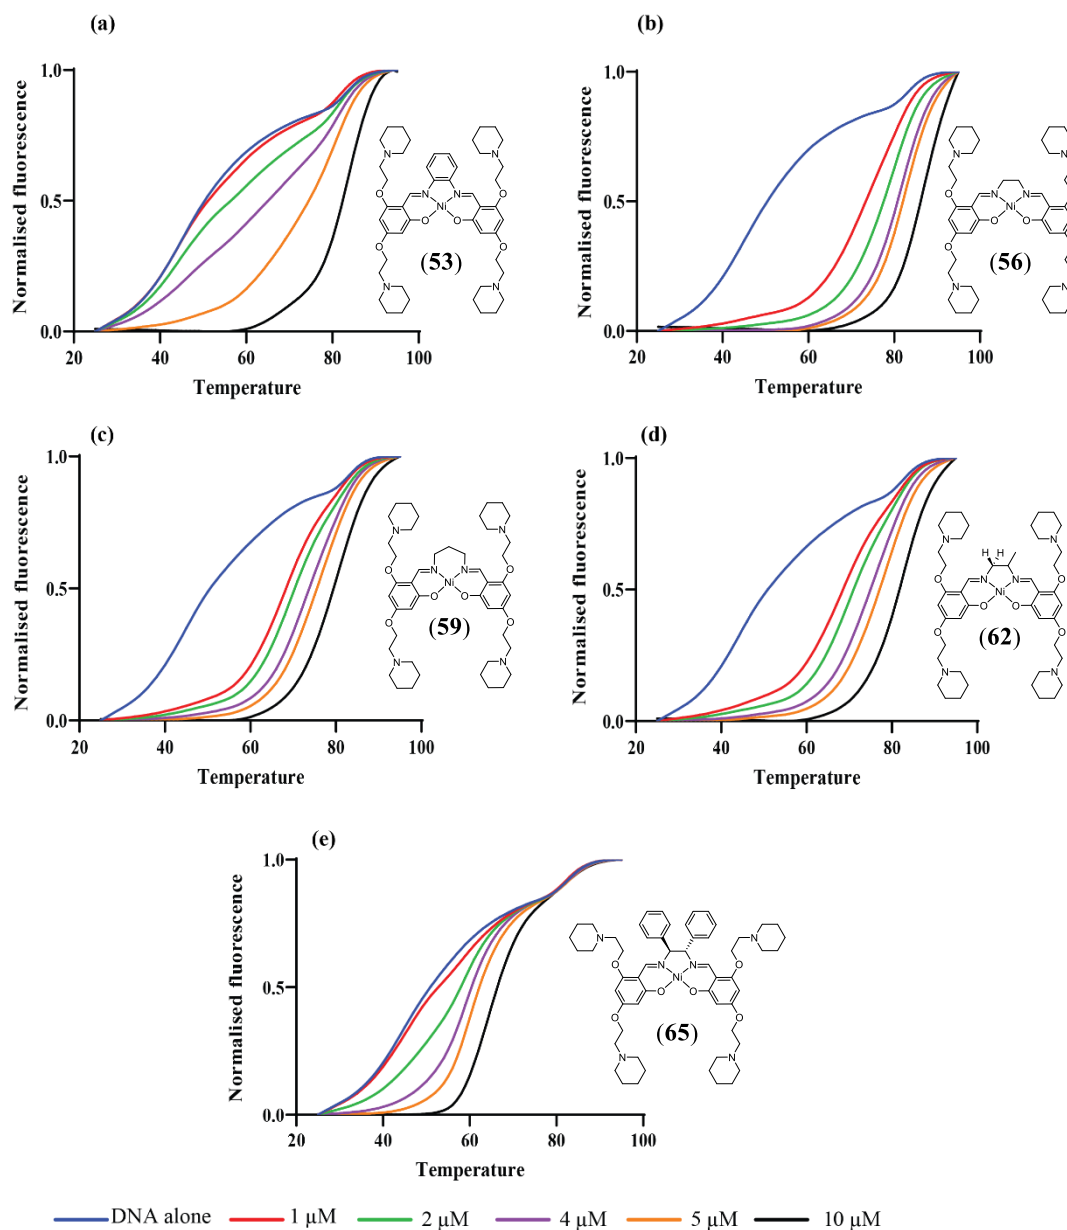 (a)
(b)
Normalised fluorescence
1.0
0.5
0.0
20 40 60 80 100
Temperature
N N
O O
N N
Ni
O O
O O
N N
(53)
Normalised fluorescence
1.0
0.5
0.0
20 40 60 80 100
Temperature
N N
O O
N N
Ni
O O
O O
N N
(56)
(c)
(d)
Normalised fluorescence
1.0
0.5
0.0
20 40 60 80 100
Temperature
N N
O O
N N
Ni
O O
O O
N N
(59)
Normalised fluorescence
1.0
0.5
0.0
20 40 60 80 100
Temperature
N N
H H
O O
N N
Ni
O O
O O
N N
(62)
(e)
Normalised fluorescence
1.0
0.5
0.0
20 40 60 80 100
Temperature
N N
O O
N N
Ni
O O
O O
N N
(65)
DNA alone 1 µM 2 µM 4 µM 5 µM 10 µM